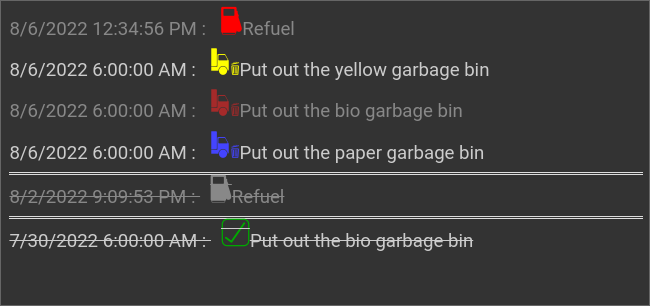 8/6/2022 12:34:56 PM : Refuel
8/6/2022 6:00:00 AM : Put out the yellow garbage bin
8/6/2022 6:00:00 AM : Put out the bio garbage bin
8/6/2022 6:00:00 AM : Put out the paper garbage bin
8/2/2022 9:09:53 PM : Refuel
7/30/2022 6:00:00 AM : Put out the bio garbage bin